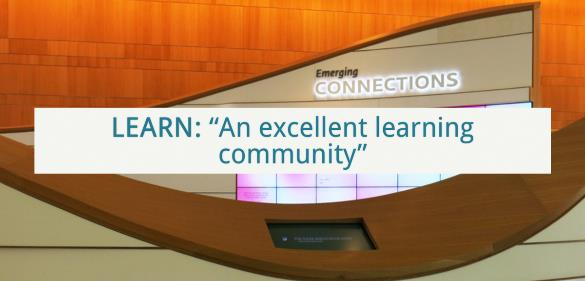 Emerging
CONNECTIONS
LEARN: “An excellent learning
community”